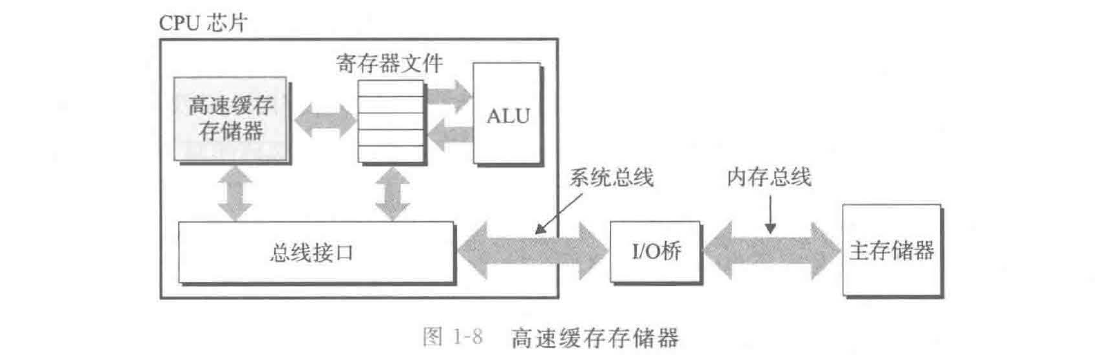 CPU 芯片
寄存器文件
高速缓存
存储器
ALU
系统总线
内存总线
总线接口
I/O桥
主存储器
图 1-8 高速缓存存储器